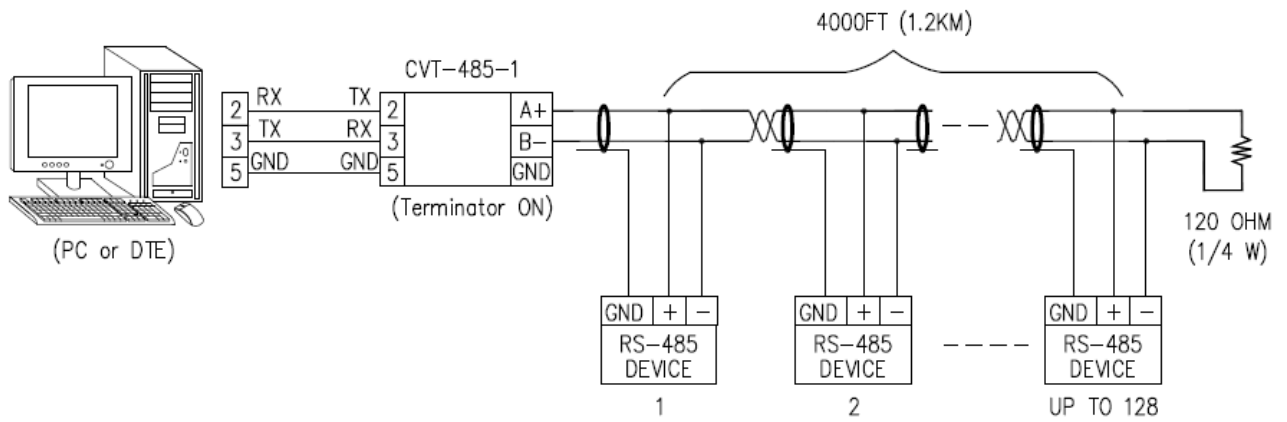 4000FT (1.2KM)
CVT-485-1
2 RX TX 2 A+
3 TX RX 3 B-
5 GND GND 5 GND
(Terminator ON)
(PC or DTE)
120 OHM
(1/4 W)
GND + -
RS-485
DEVICE
1
GND + -
RS-485
DEVICE
2
GND + -
RS-485
DEVICE
UP TO 128